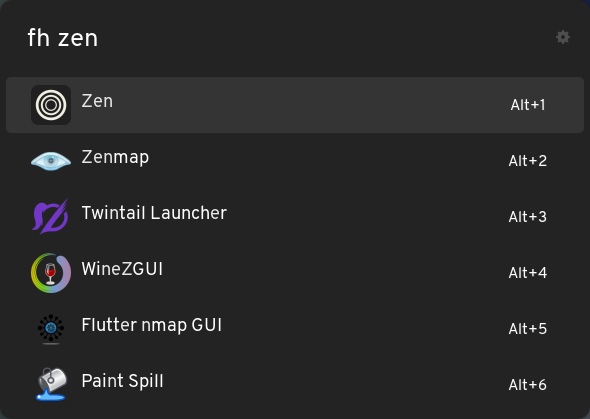 fh zen
Zen Alt+1
Zenmap Alt+2
Twintail Launcher Alt+3
WineZGUI Alt+4
Flutter nmap GUI Alt+5
Paint Spill Alt+6